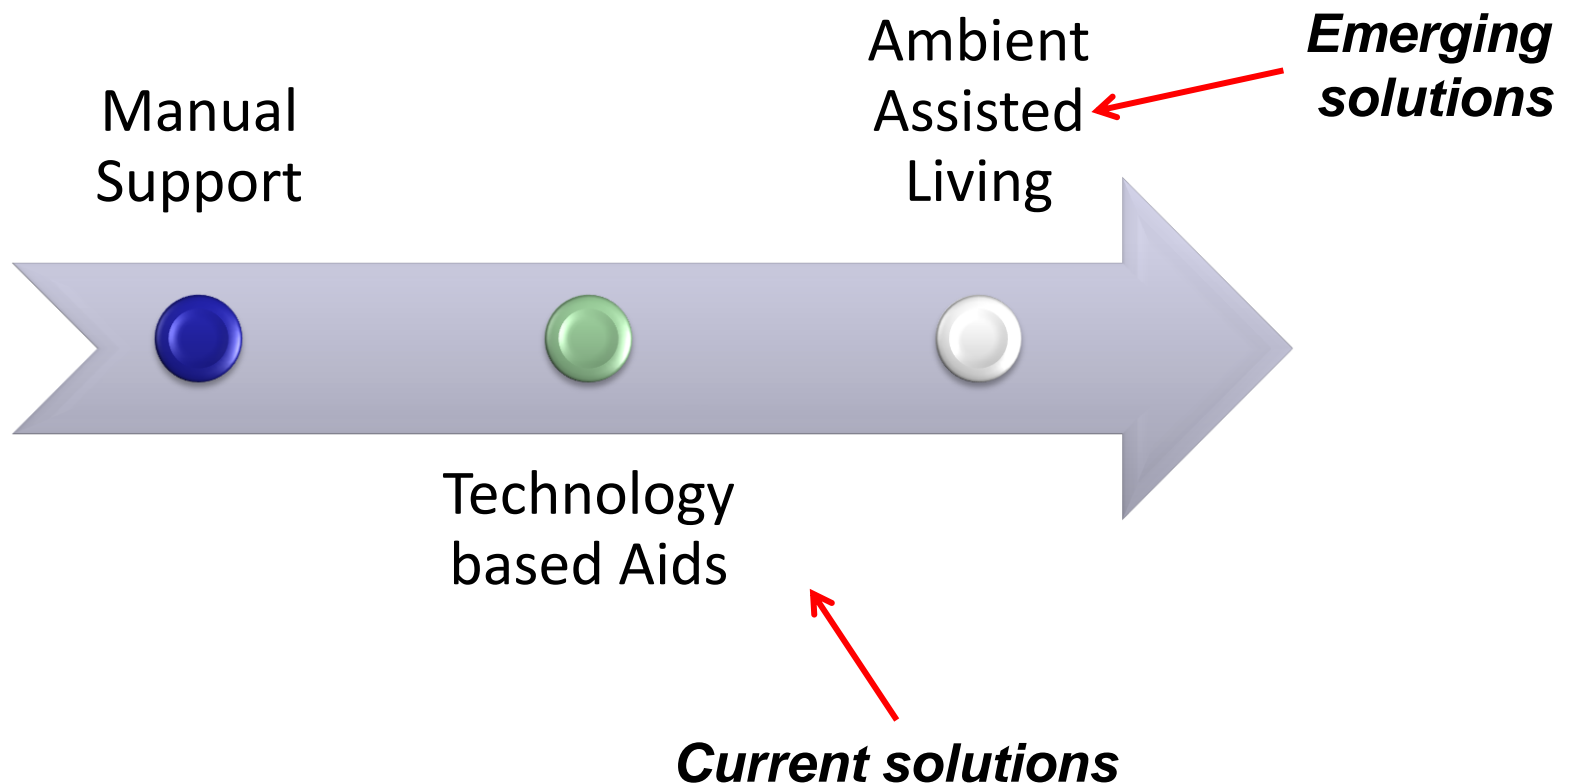 Manual
Support
Ambient
Assisted
Living
Emerging
solutions
Technology
based Aids
Current solutions